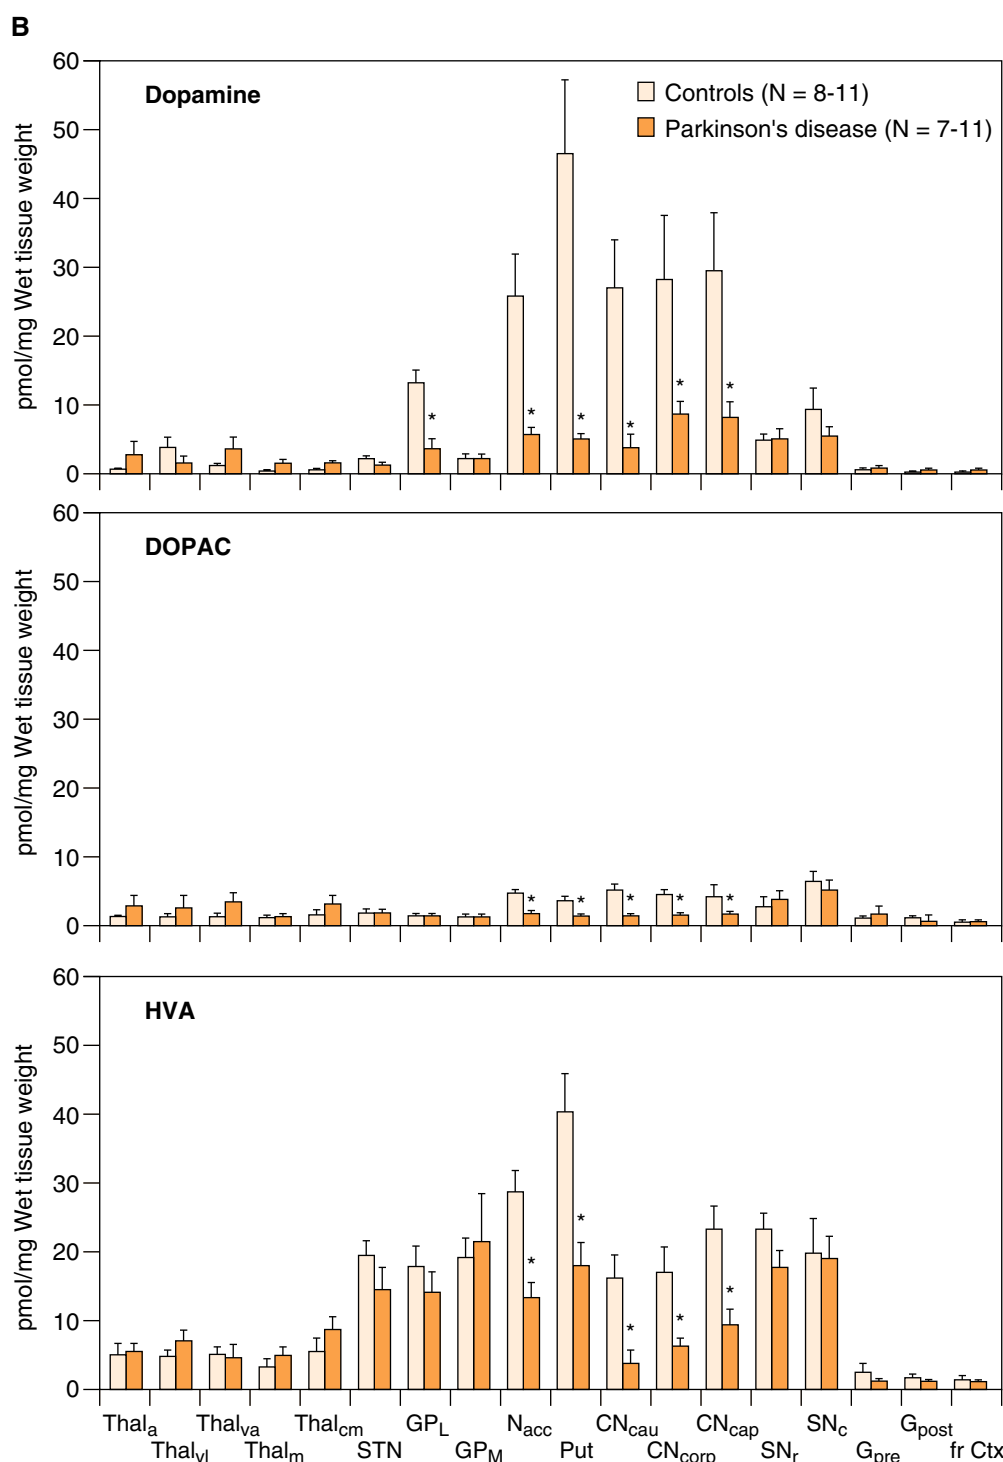 B
Dopamine
Controls (N = 8-11)
Parkinson's disease (N = 7-11)
pmol/mg Wet tissue weight
60
50
40
30
20
10
0
* * * * * *
DOPAC
pmol/mg Wet tissue weight
60
50
40
30
20
10
0
* * * * *
HVA
pmol/mg Wet tissue weight
60
50
40
30
20
10
0
* * * * *
Thala Thalva Thalcm GPL Nacc CNcau CNcap SNc Gpost
Thalvl Thalm STN GPM Put CNcorp SNr Gpre fr Ctx